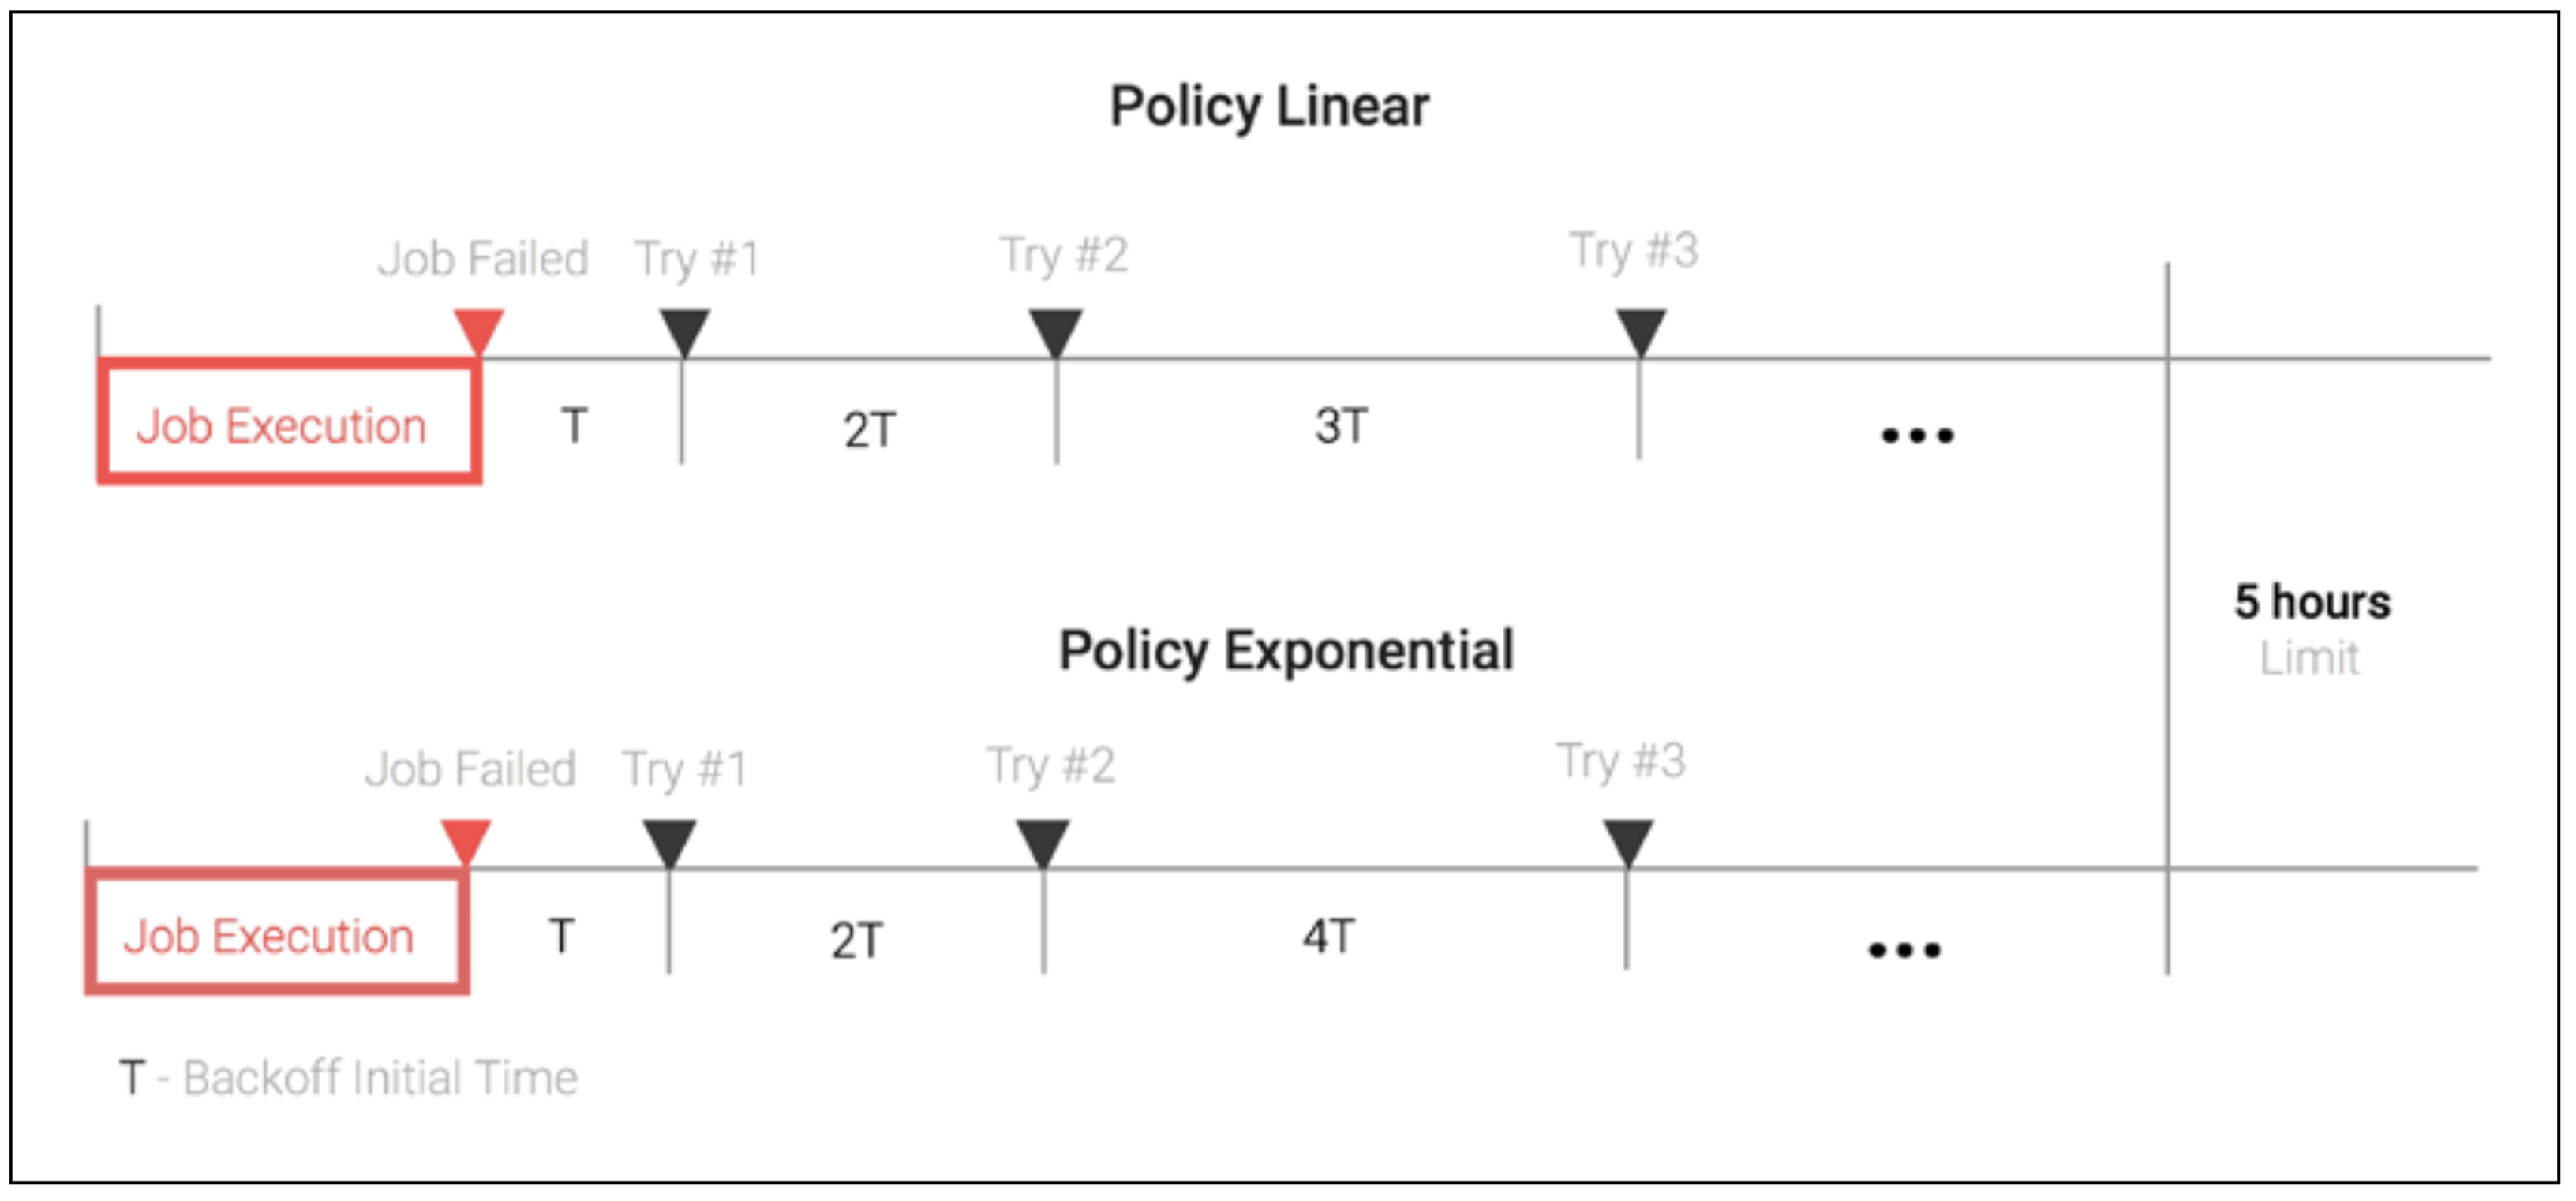 Policy Linear
Job Failed Try #1 Try #2 Try #3
Job Execution T 2T 3T ...
5 hours
Limit
Policy Exponential
Job Failed Try #1 Try #2 Try #3
Job Execution T 2T 4T ...
T - Backoff Initial Time